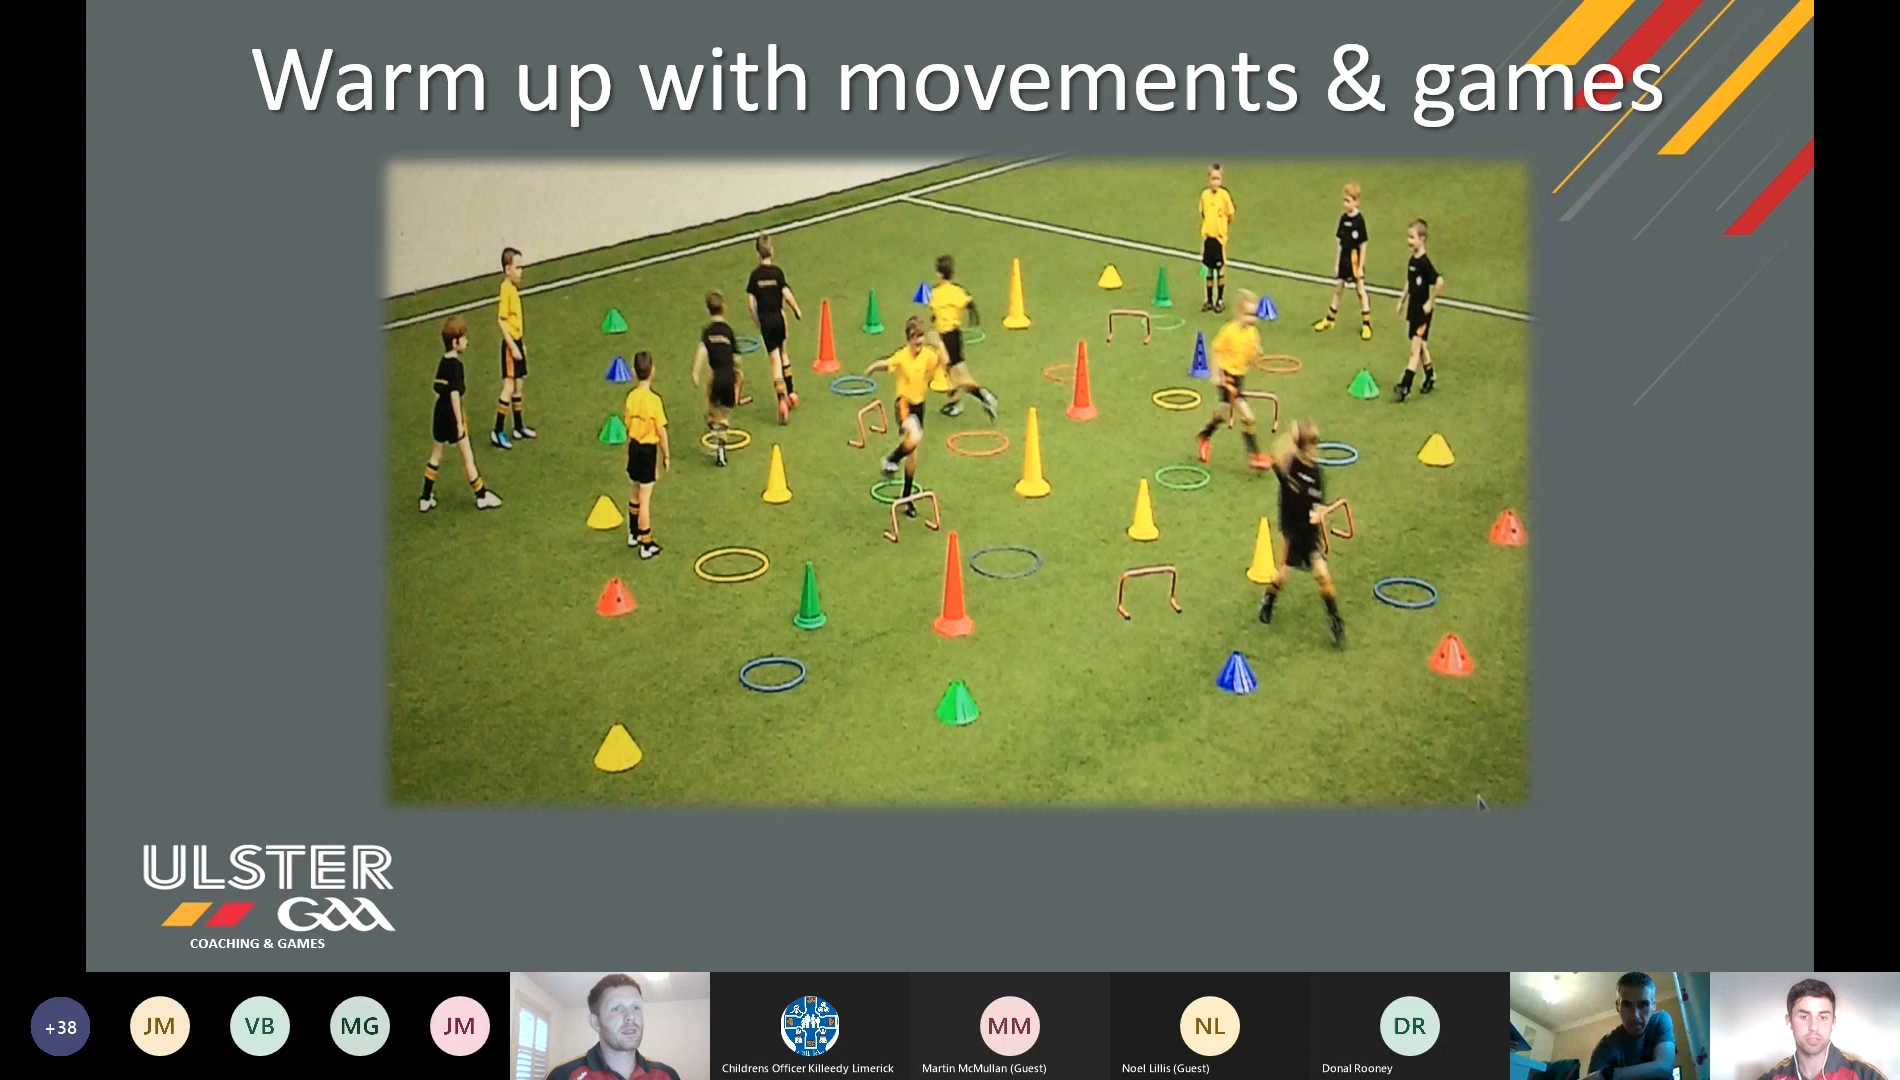 Warm up with movements & games
ULSTER
GAA
COACHING & GAMES
+38
JM
VB
MG
JM
Childrens Officer Killeedy Limerick
MM
Martin McMullan (Guest)
NL
Noel Lillis (Guest)
DR
Donal Rooney